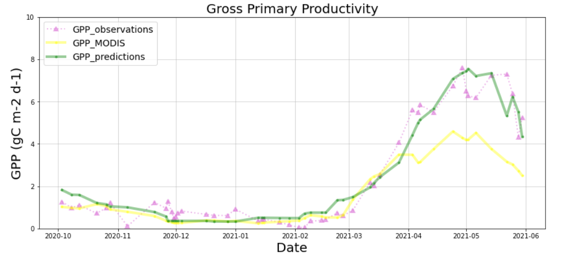 Gross Primary Productivity
GPP_observations
GPP_MODIS
GPP_predictions
GPP (gC m-2 d-1)
10
8
6
4
2
0
2020-10 2020-11 2020-12 2021-01 2021-02 2021-03 2021-04 2021-05 2021-06
Date